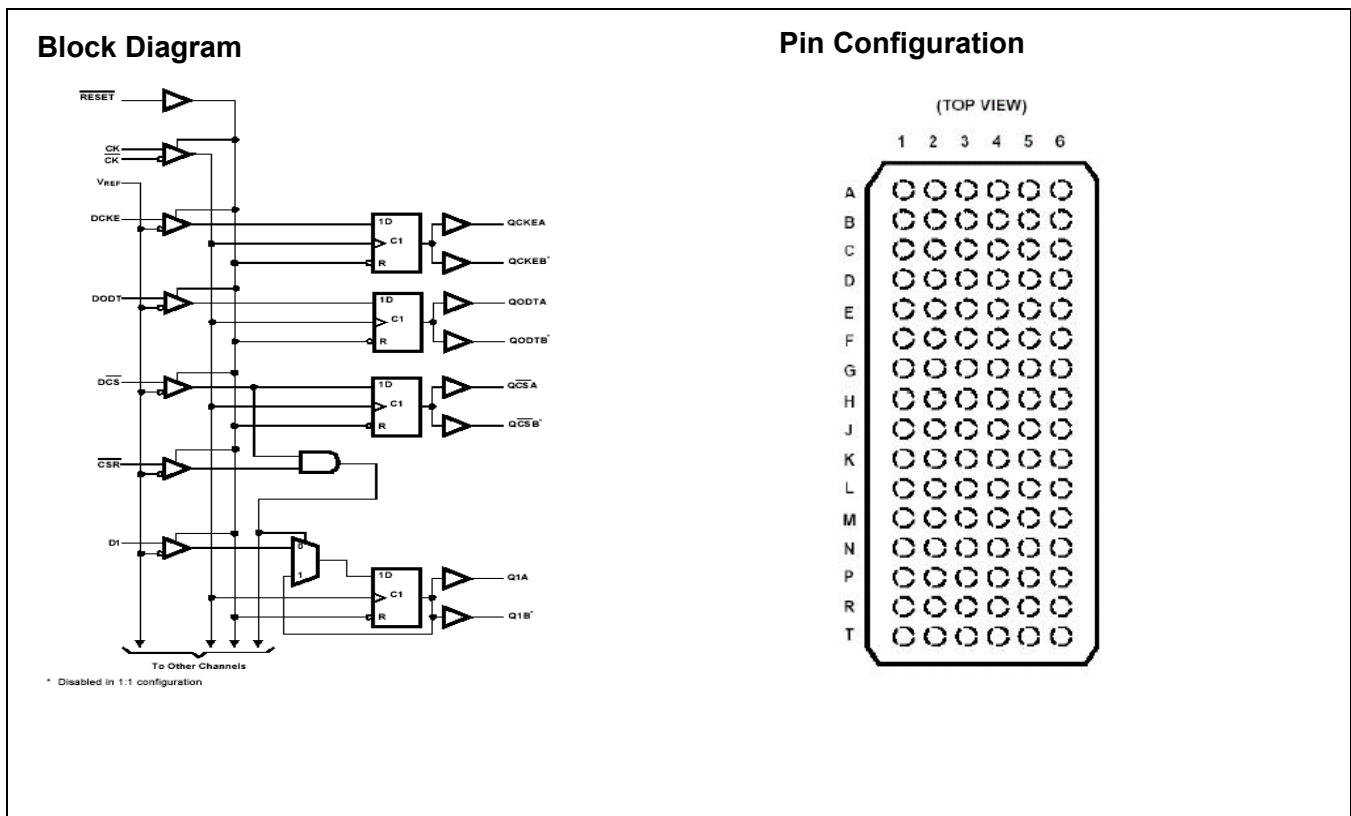 Block Diagram
RESET
CK
CK
VREF
DCKE
1D
C1
R
QCKEA
QCKEB*
DODT
1D
C1
R
QODTA
QODTB*
DCS
1D
C1
R
QCSA
QCSB*
CSR
D1
0
1
1D
C1
R
Q1A
Q1B*
To Other Channels
* Disabled in 1:1 configuration
Pin Configuration
(TOP VIEW)
1 2 3 4 5 6
A
B
C
D
E
F
G
H
J
K
L
M
N
P
R
T